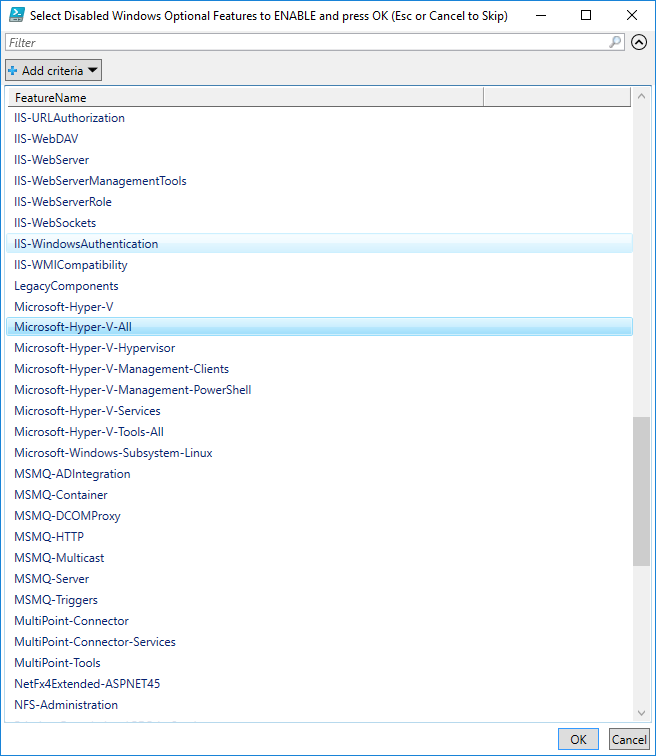 Select Disabled Windows Optional Features to ENABLE and press OK (Esc or Cancel to Skip)
Filter
Add criteria
FeatureName
IIS-URLAuthorization
IIS-WebDAV
IIS-WebServer
IIS-WebServerManagementTools
IIS-WebServerRole
IIS-WebSockets
IIS-WindowsAuthentication
IIS-WMICompatibility
LegacyComponents
Microsoft-Hyper-V
Microsoft-Hyper-V-All
Microsoft-Hyper-V-Hypervisor
Microsoft-Hyper-V-Management-Clients
Microsoft-Hyper-V-Management-PowerShell
Microsoft-Hyper-V-Services
Microsoft-Hyper-V-Tools-All
Microsoft-Windows-Subsystem-Linux
MSMQ-ADIntegration
MSMQ-Container
MSMQ-DCOMProxy
MSMQ-HTTP
MSMQ-Multicast
MSMQ-Server
MSMQ-Triggers
MultiPoint-Connector
MultiPoint-Connector-Services
MultiPoint-Tools
NetFx4Extended-ASPNET45
NFS-Administration
OK Cancel